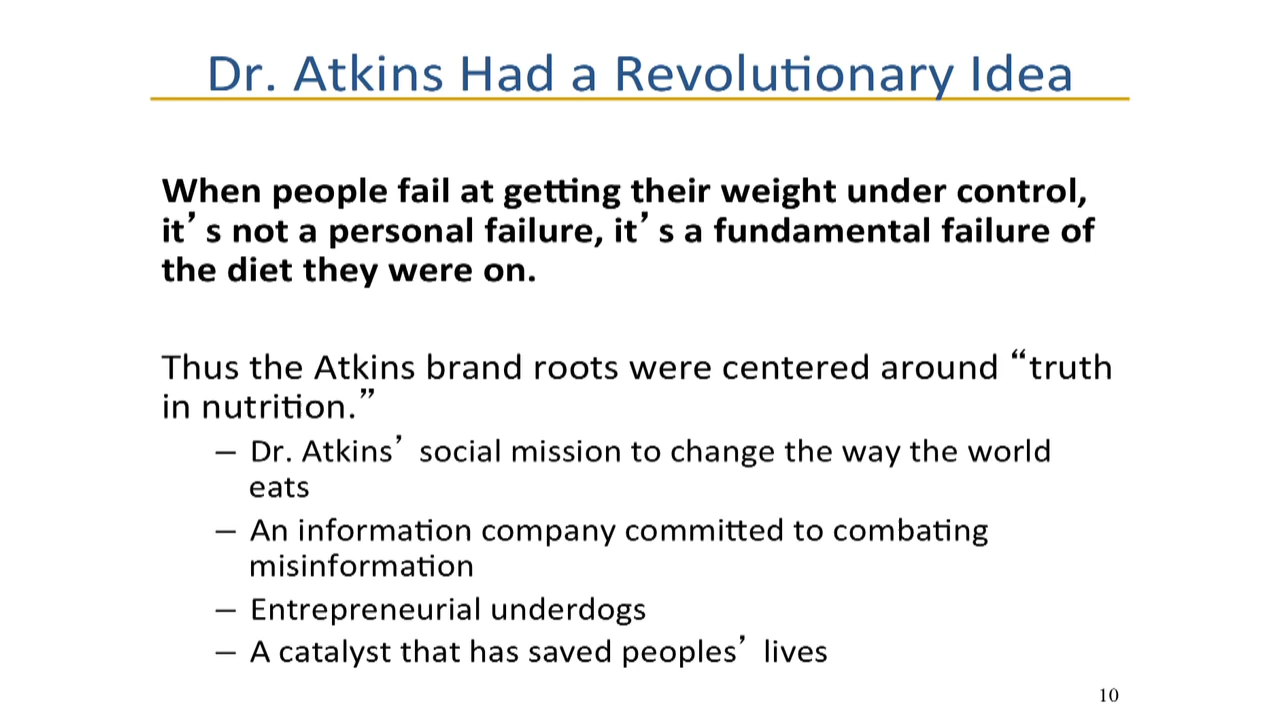 Dr. Atkins Had a Revolutionary Idea
When people fail at getting their weight under control,
it’s not a personal failure, it’s a fundamental failure of
the diet they were on.
Thus the Atkins brand roots were centered around “truth
in nutrition.”
– Dr. Atkins’ social mission to change the way the world
eats
– An information company committed to combating
misinformation
– Entrepreneurial underdogs
– A catalyst that has saved peoples’ lives
10